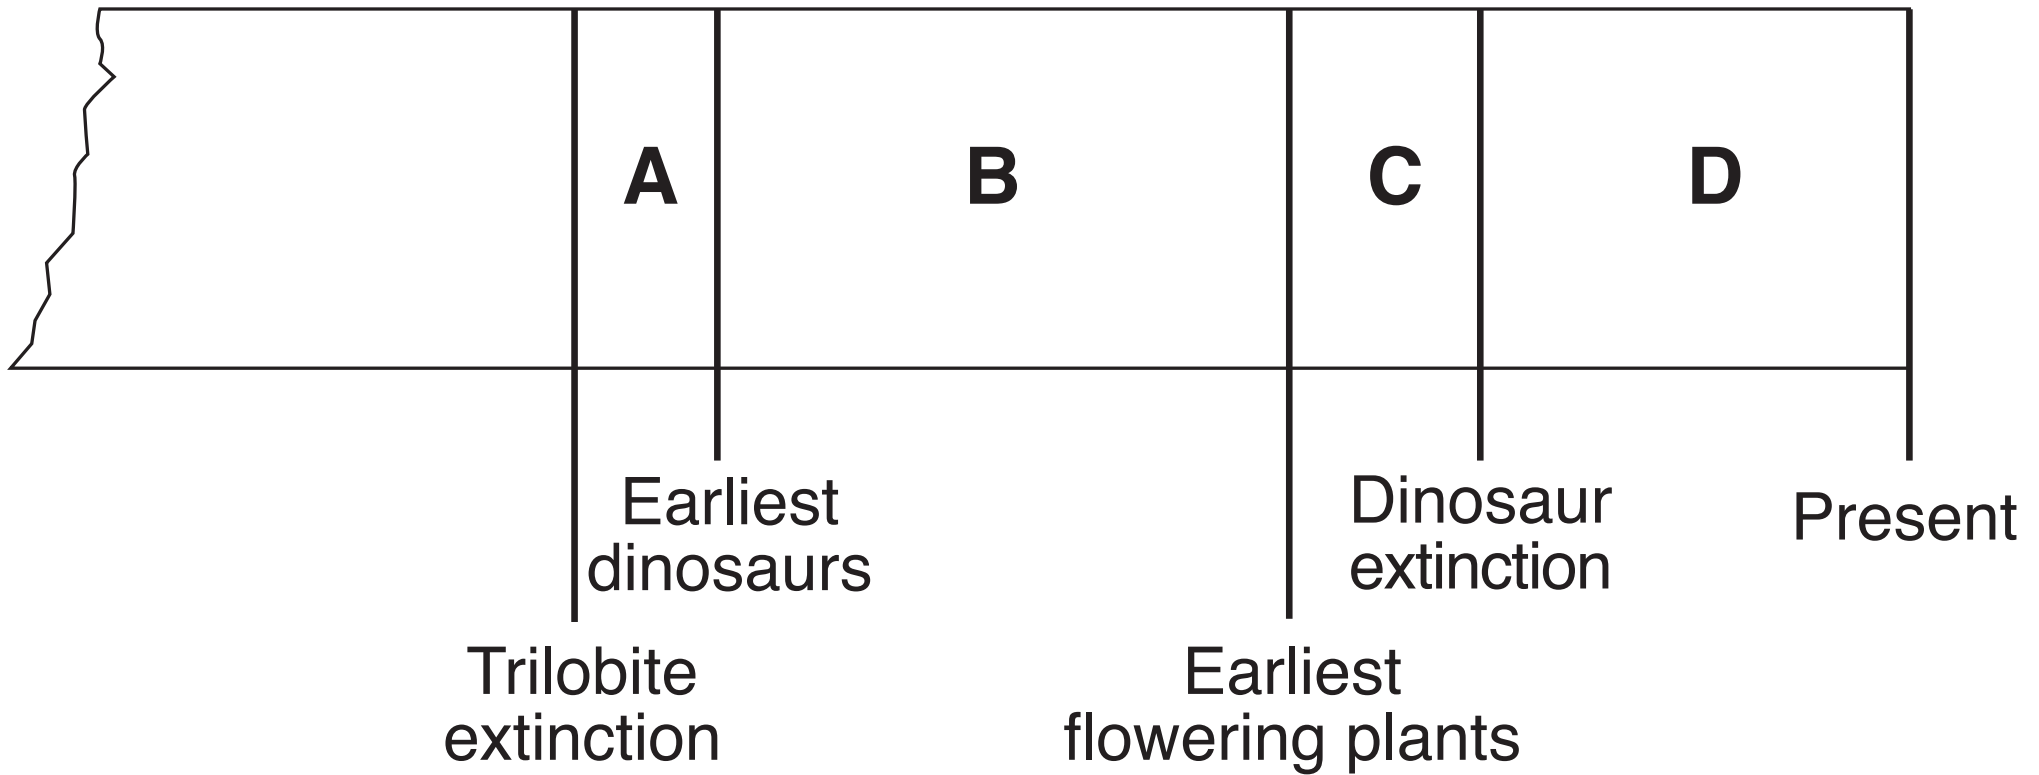 A
B
C
D
Earliest
dinosaurs
Dinosaur
extinction
Present
Trilobite
extinction
Earliest
flowering plants